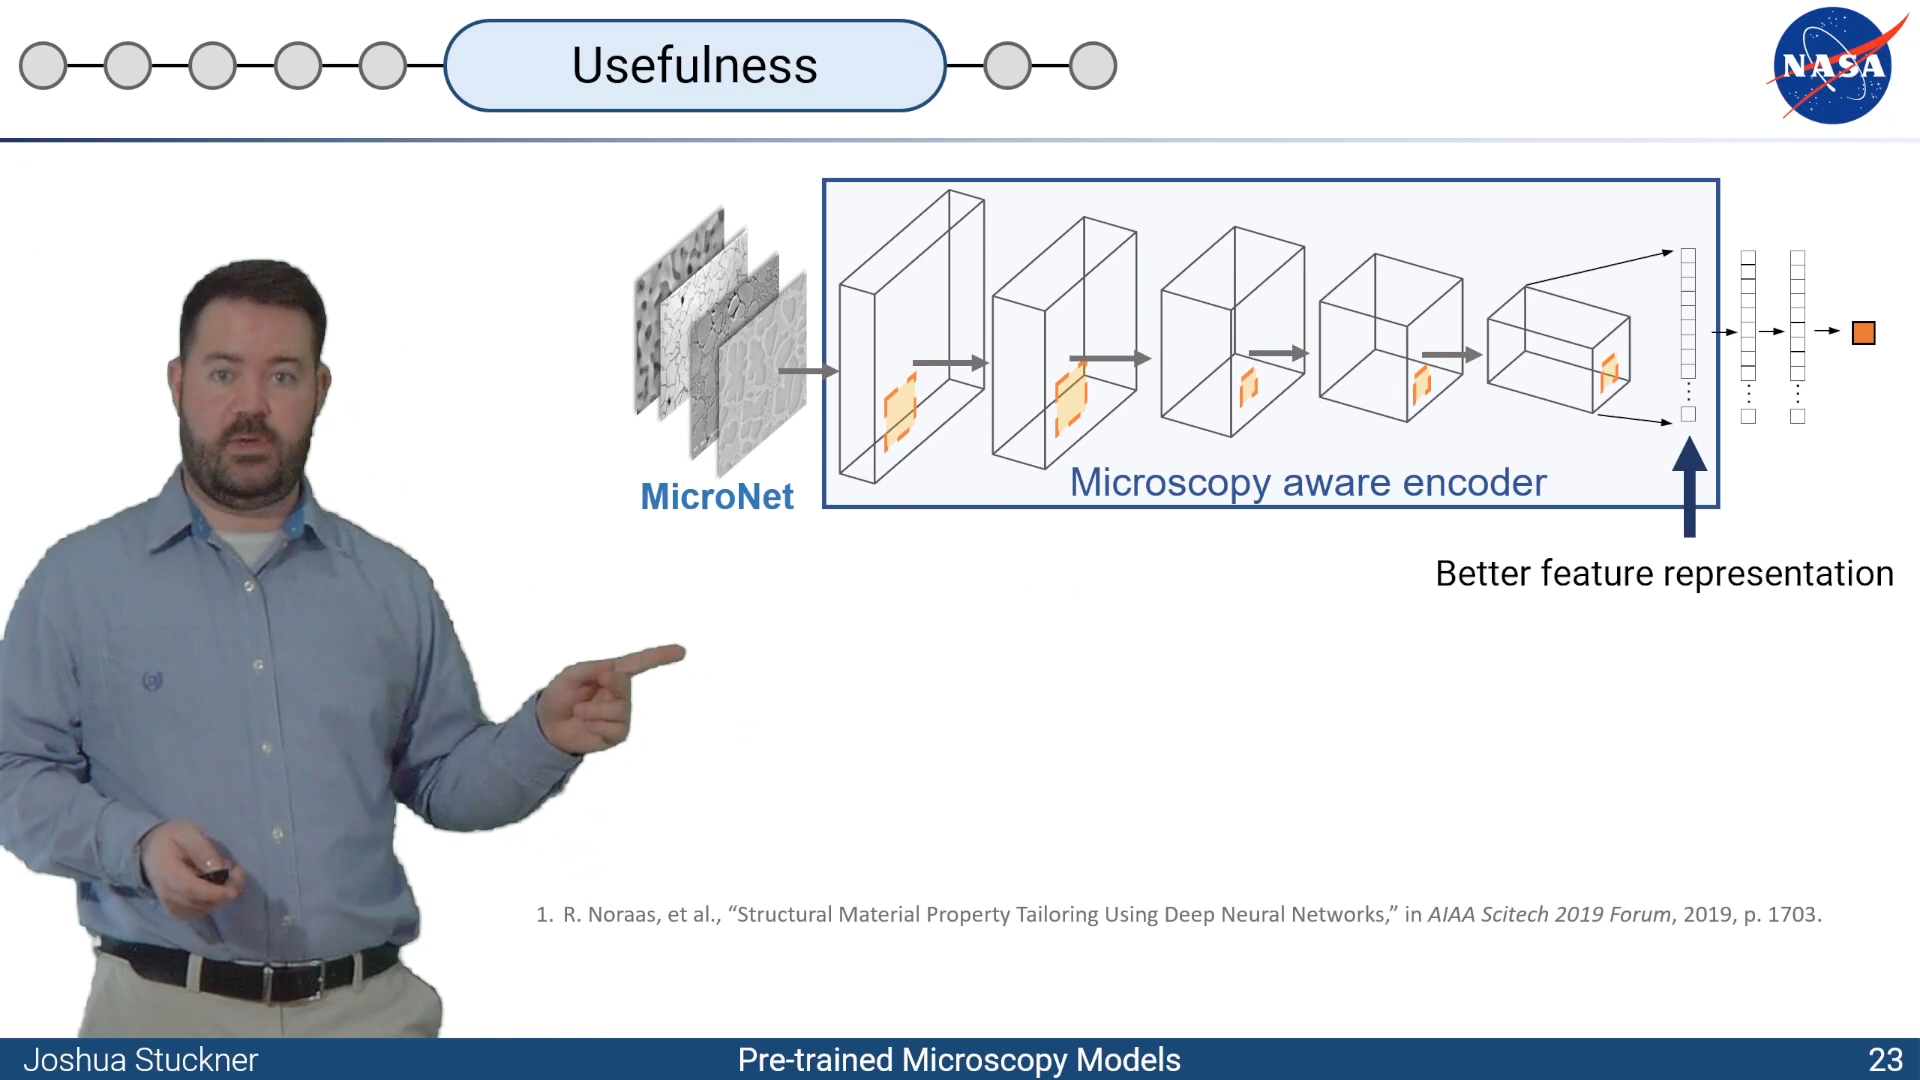 Usefulness
NASA
MicroNet
Microscopy aware encoder
Better feature representation
1. R. Noraas, et al., “Structural Material Property Tailoring Using Deep Neural Networks,” in AIAA Scitech 2019 Forum, 2019, p. 1703.
Joshua Stuckner
Pre-trained Microscopy Models
23